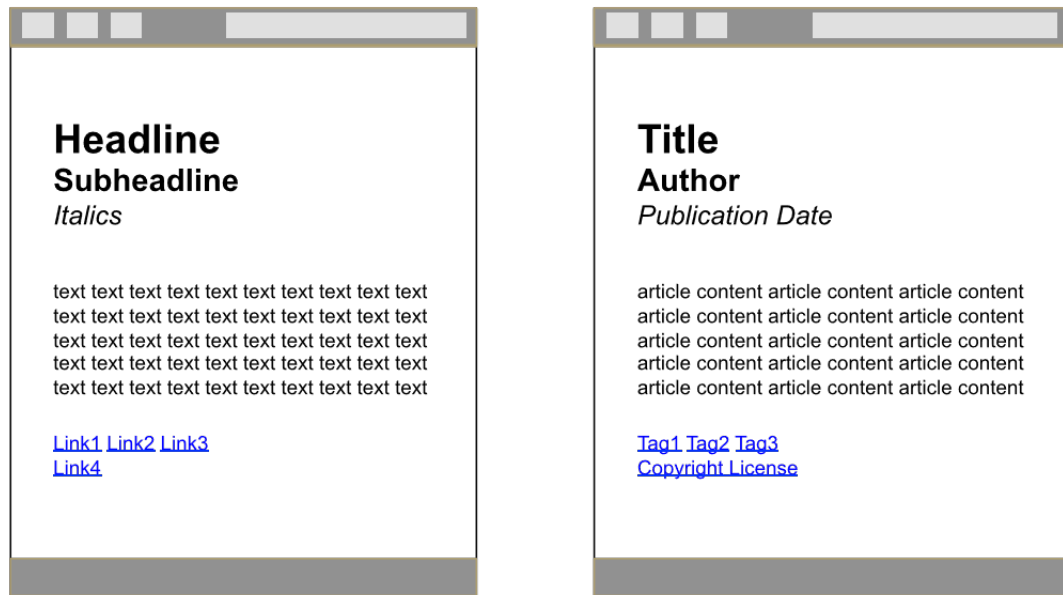 Headline
Subheadline
Italics
text text text text text text text text text text
text text text text text text text text text text
text text text text text text text text text text
text text text text text text text text text text
text text text text text text text text text text
Link1 Link2 Link3
Link4
Title
Author
Publication Date
article content article content article content
article content article content article content
article content article content article content
article content article content article content
article content article content article content
Tag1 Tag2 Tag3
Copyright License